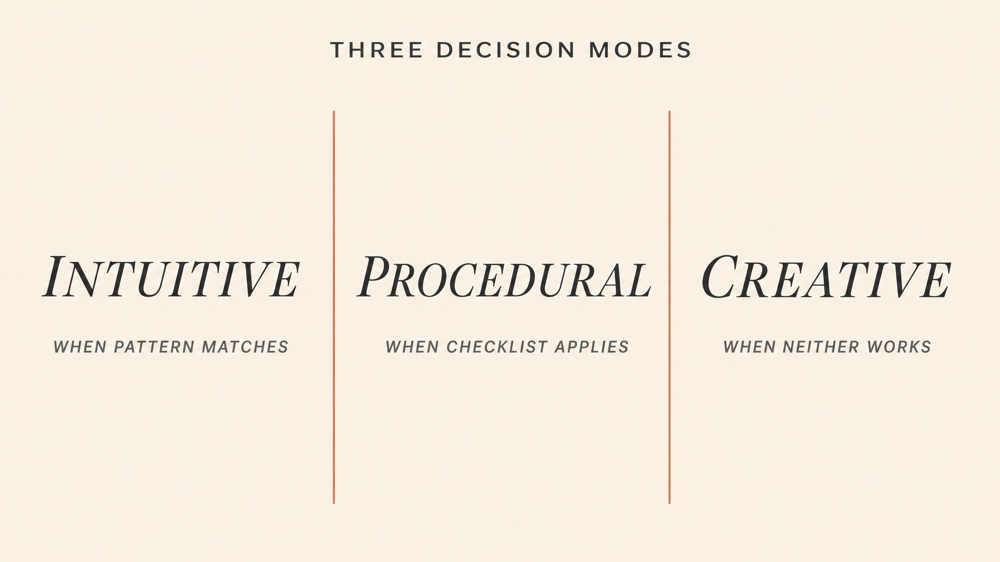 THREE DECISION MODES
INTUITIVE
WHEN PATTERN MATCHES
PROCEDURAL
WHEN CHECKLIST APPLIES
CREATIVE
WHEN NEITHER WORKS